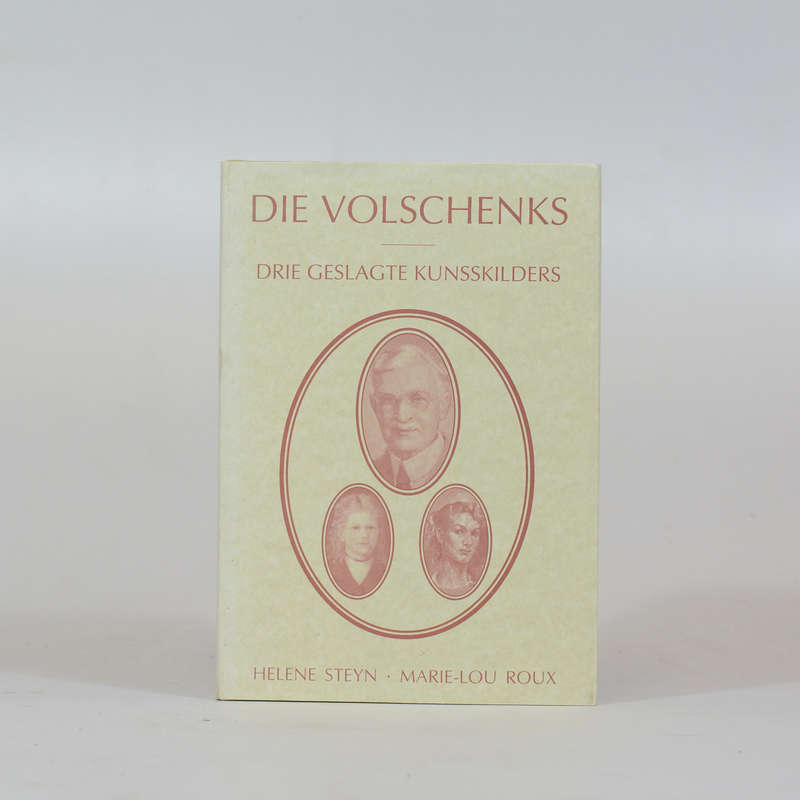 DIE VOLSCHENKS
DRIE GESLAGTE KUNSSKILDERS
HELENE STEYN · MARIE-LOU ROUX